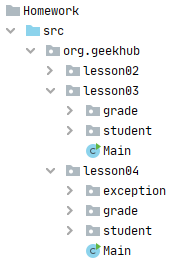 Homework
src
org.geekhub
lesson02
lesson03
grade
student
Main
lesson04
exception
grade
student
Main